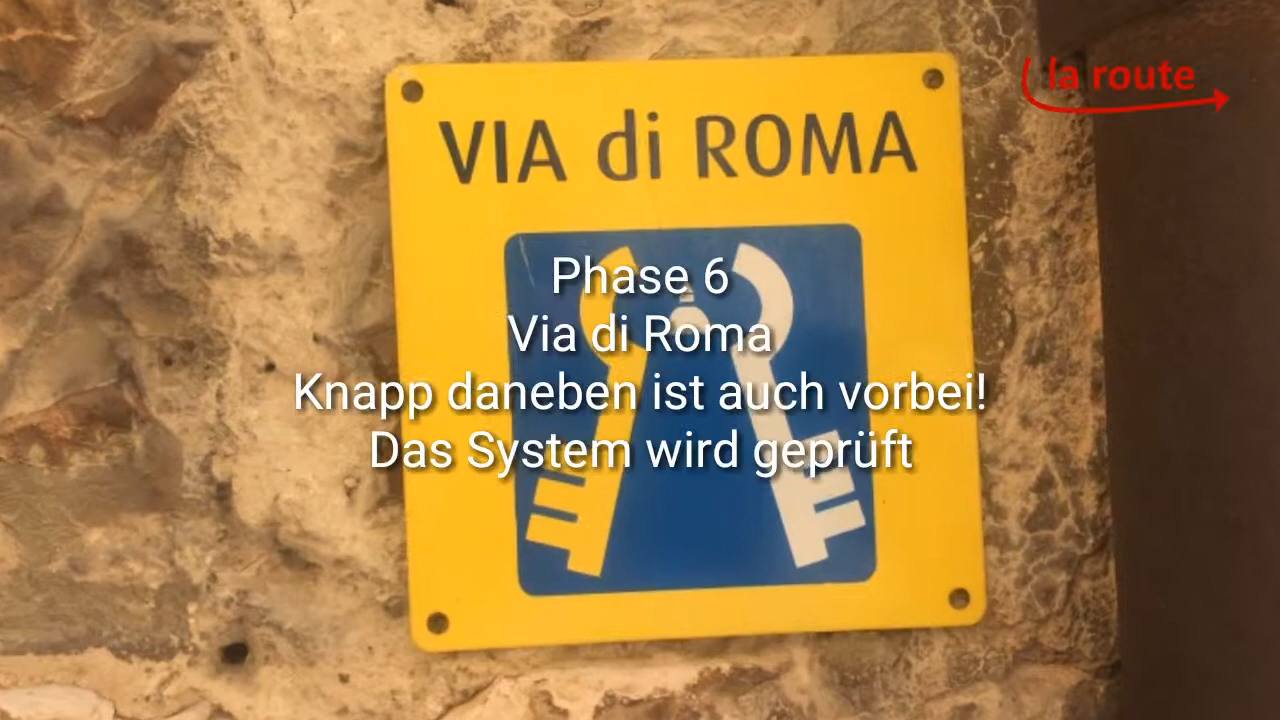 la route
VIA di ROMA
Phase 6
Via di Roma
Knapp daneben ist auch vorbei!
Das System wird geprüft